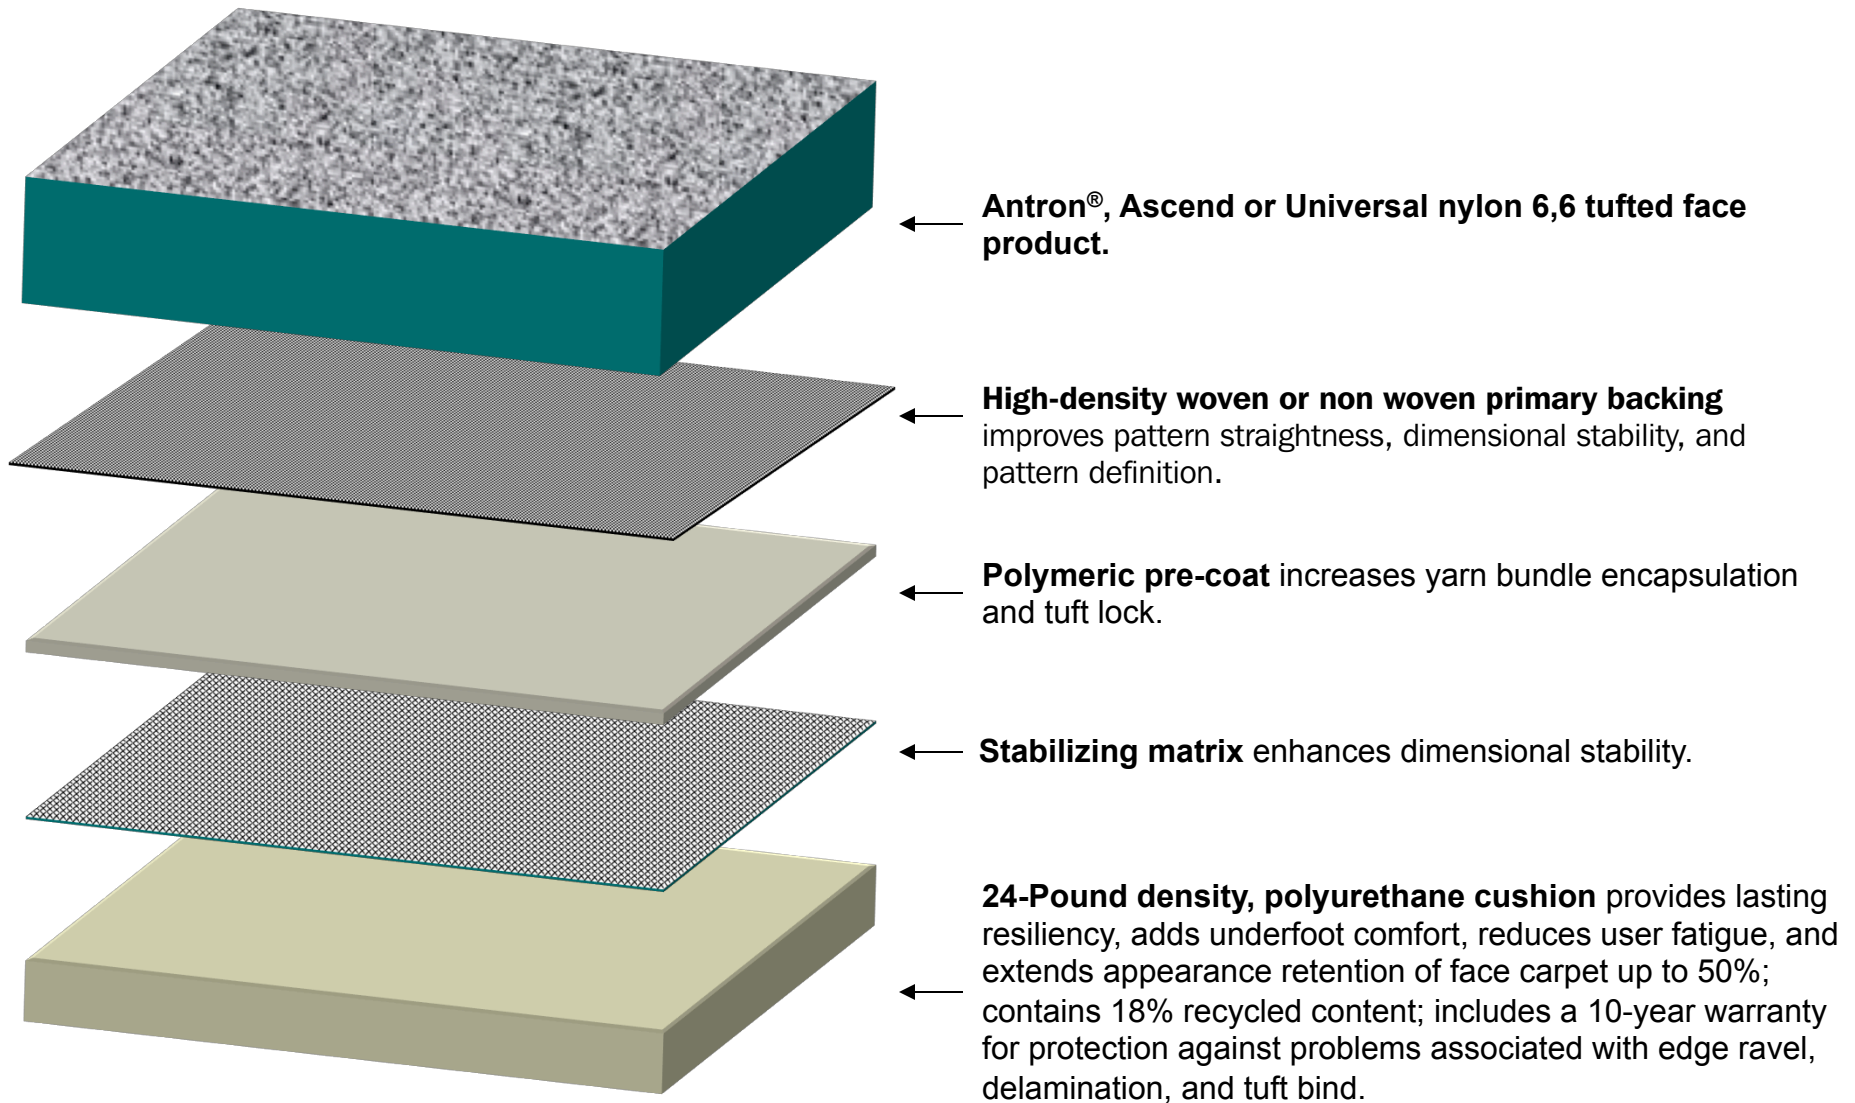 Antron®, Ascend or Universal nylon 6,6 tufted face
product.
High-density woven or non woven primary backing
improves pattern straightness, dimensional stability, and
pattern definition.
Polymeric pre-coat increases yarn bundle encapsulation
and tuft lock.
Stabilizing matrix enhances dimensional stability.
24-Pound density, polyurethane cushion provides lasting
resiliency, adds underfoot comfort, reduces user fatigue, and
extends appearance retention of face carpet up to 50%;
contains 18% recycled content; includes a 10-year warranty
for protection against problems associated with edge ravel,
delamination, and tuft bind.